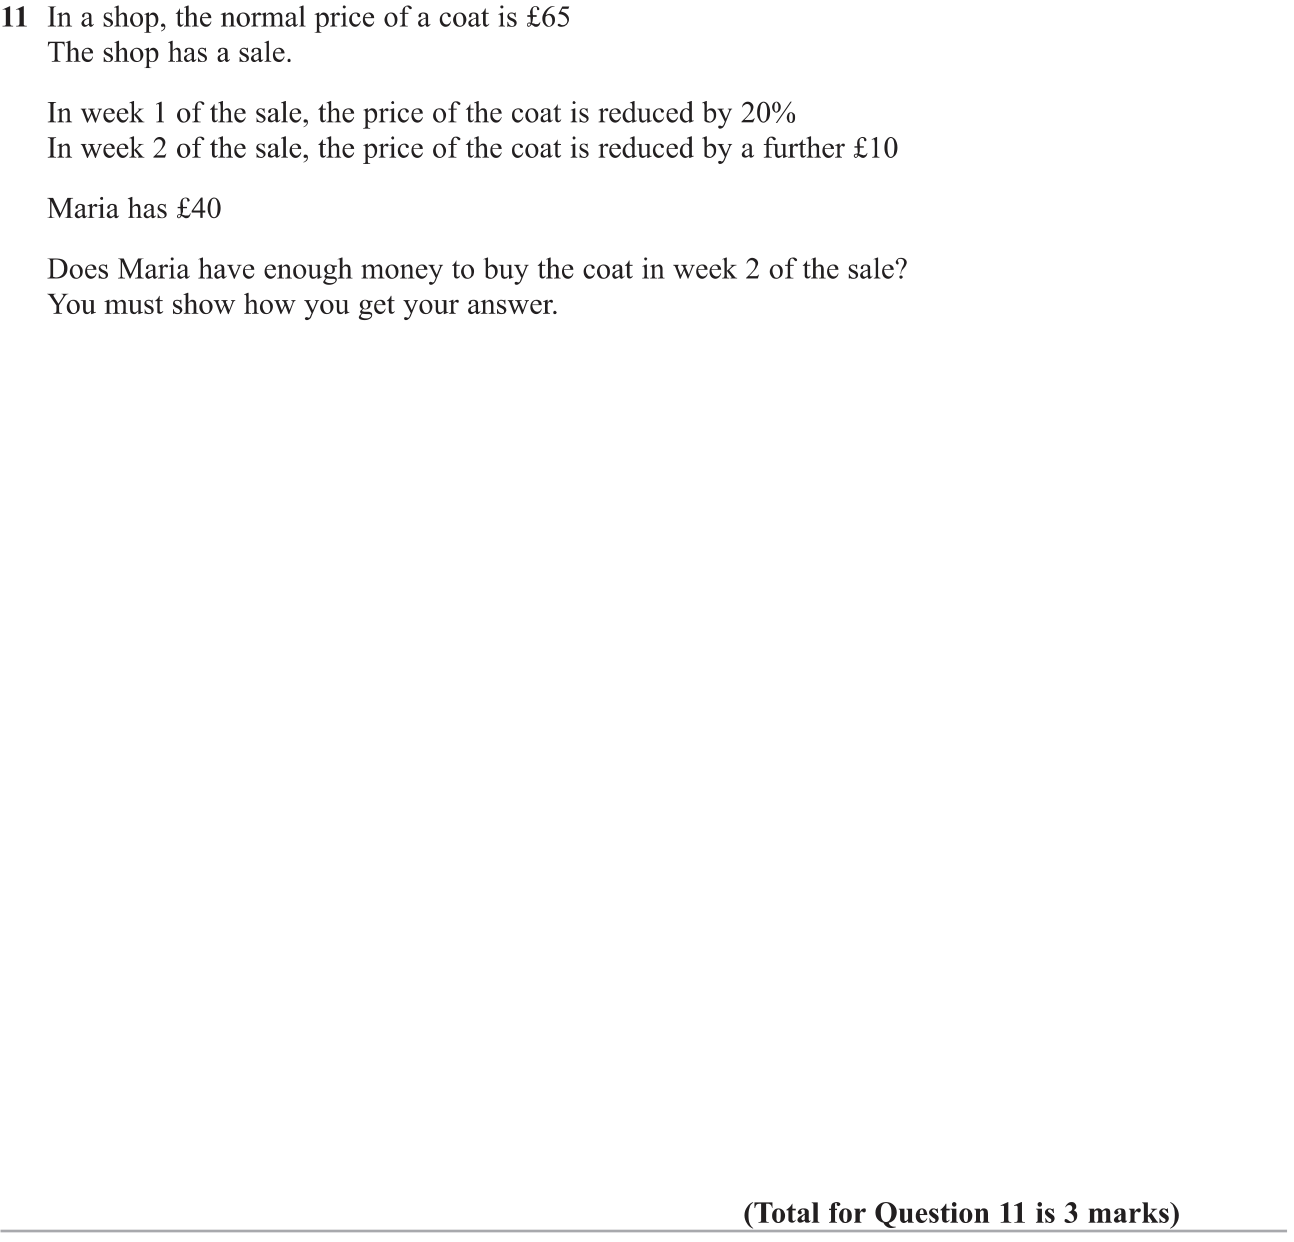 11 In a shop, the normal price of a coat is £65
The shop has a sale.
In week 1 of the sale, the price of the coat is reduced by 20%
In week 2 of the sale, the price of the coat is reduced by a further £10
Maria has £40
Does Maria have enough money to buy the coat in week 2 of the sale?
You must show how you get your answer.
(Total for Question 11 is 3 marks)